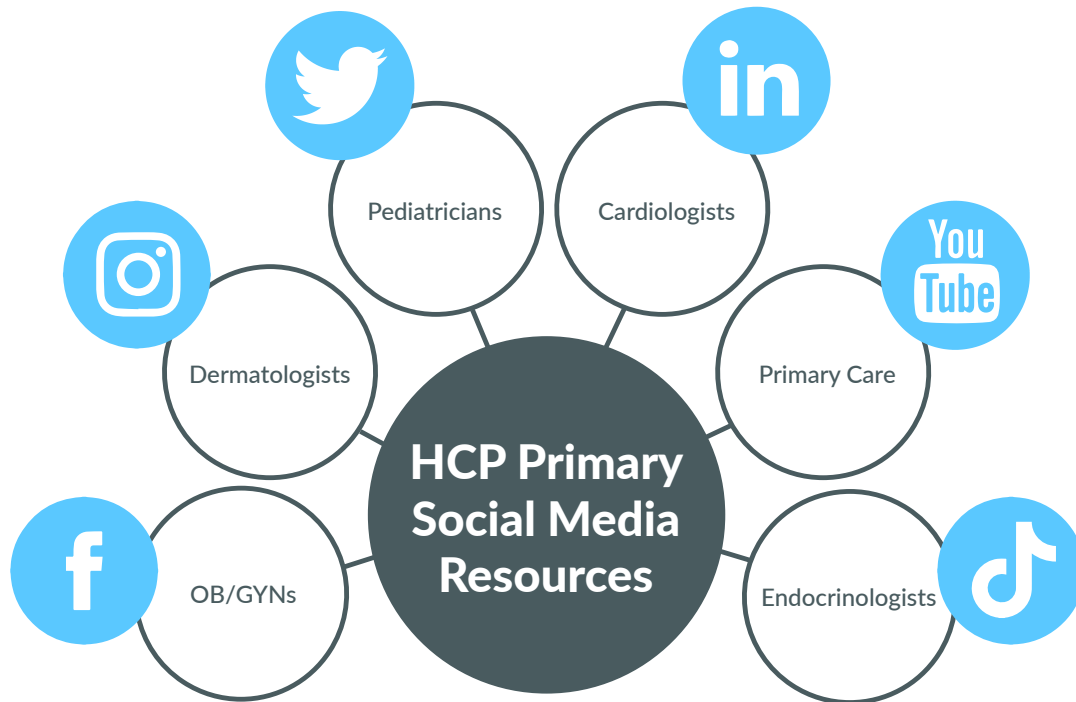 in
Pediatricians
Cardiologists
You
Tube
Dermatologists
Primary Care
HCP Primary
Social Media
Resources
f
OB/GYNs
Endocrinologists